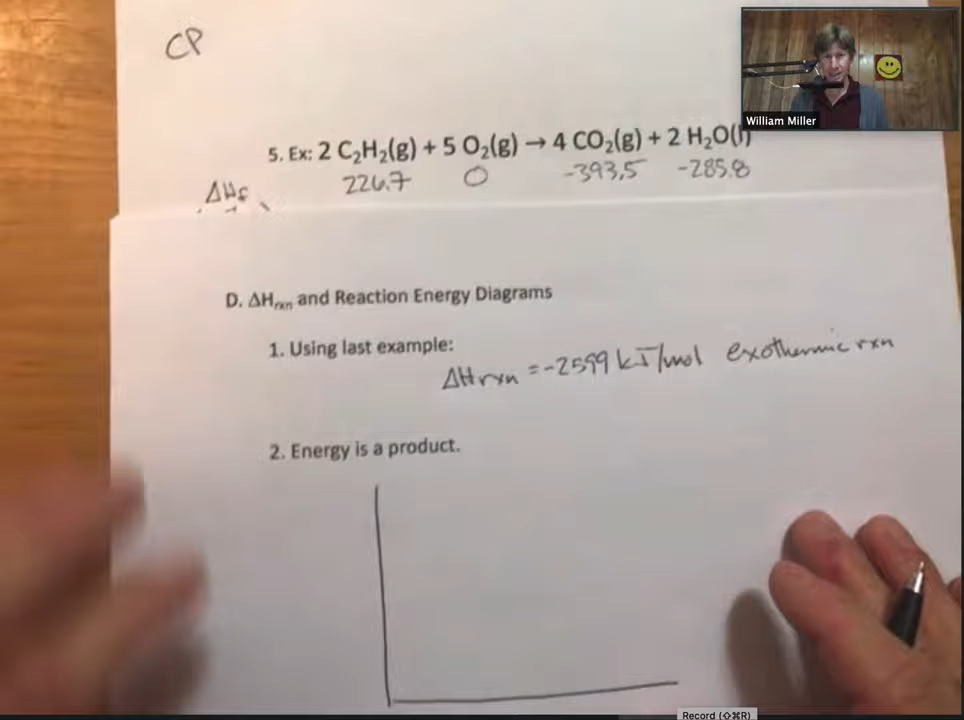 CP
William Miller
5. Ex: 2 C₂H₂(g) + 5 O₂(g) → 4 CO₂(g) + 2 H₂O(l)
226.7 0 -393.5 -285.8
ΔHf
D. ΔHrxn and Reaction Energy Diagrams
1. Using last example:
ΔHrxn = -2599 kJ/mol exothermic rxn
2. Energy is a product.
Record (⇧⌘R)